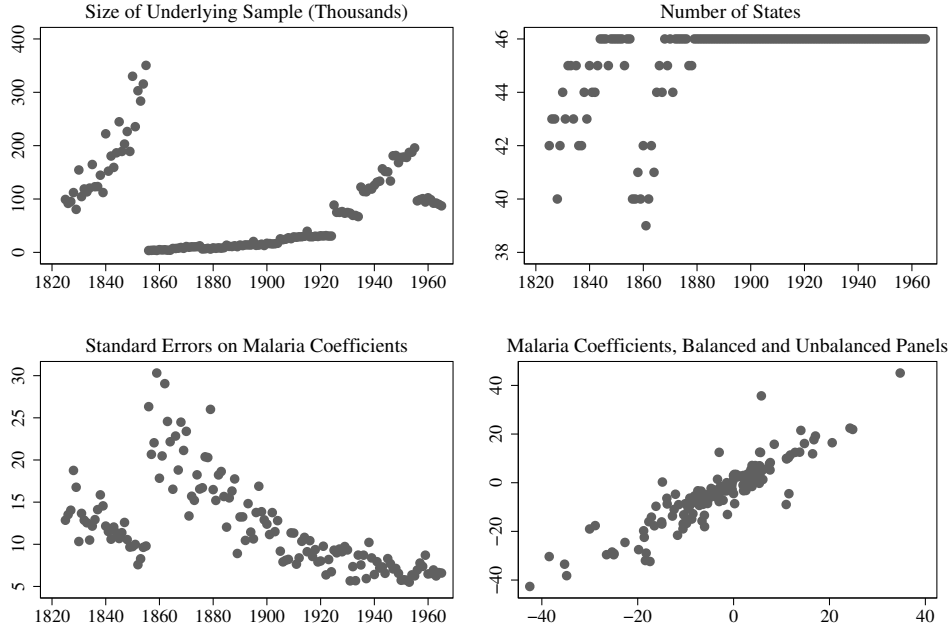 Size of Underlying Sample (Thousands)
400
300
200
100
0
1820 1840 1860 1880 1900 1920 1940 1960
Number of States
46
44
42
40
38
1820 1840 1860 1880 1900 1920 1940 1960
Standard Errors on Malaria Coefficients
30
25
20
15
10
5
1820 1840 1860 1880 1900 1920 1940 1960
Malaria Coefficients, Balanced and Unbalanced Panels
40
20
0
−20
−40
−40 −20 0 20 40